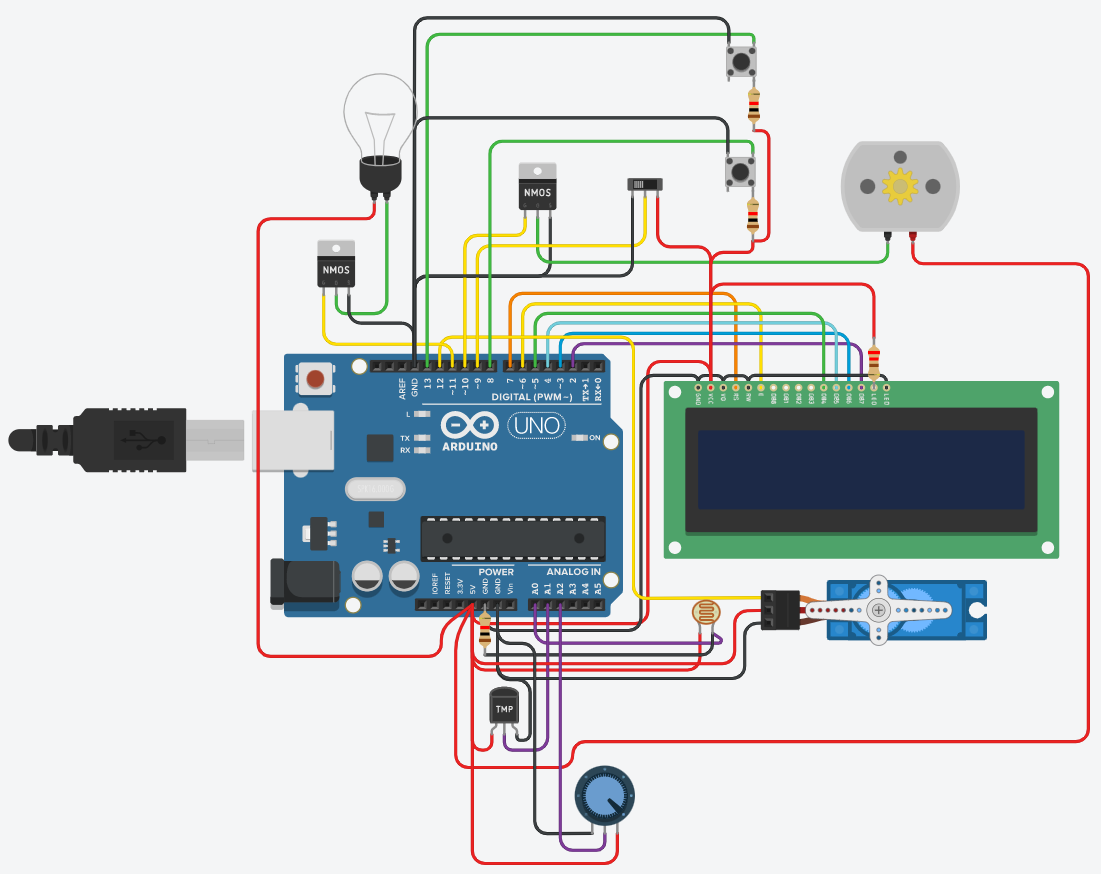 NMOS
NMOS
AREF
GND
13
12
~11
~10
~9
8
7
~6
~5
4
~3
2
TX→1
RX←0
DIGITAL (PWM~)
L
TX
RX
ARDUINO
UNO
ON
GND
VCC
V0
RS
RW
E
DB0
DB1
DB2
DB3
DB4
DB5
DB6
DB7
LED
LED
POWER
ANALOG IN
IOREF
RESET
3.3V
5V
GND
GND
Vin
A0
A1
A2
A3
A4
A5
TMP